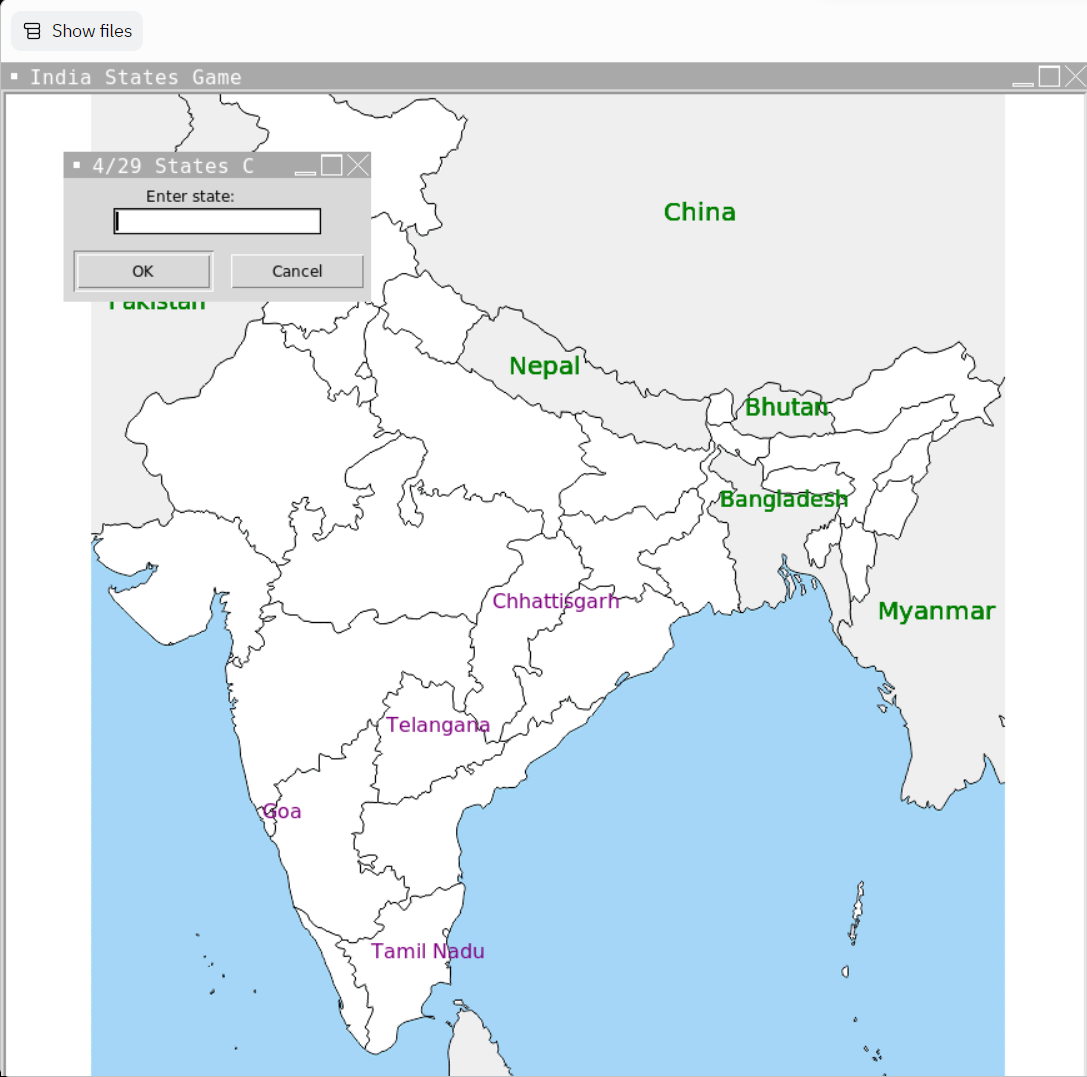 Show files
India States Game
4/29 States C
Enter state:
OK
Cancel
China
Pakistan
Nepal
Bhutan
Bangladesh
Chhattisgarh
Myanmar
Telangana
Goa
Tamil Nadu